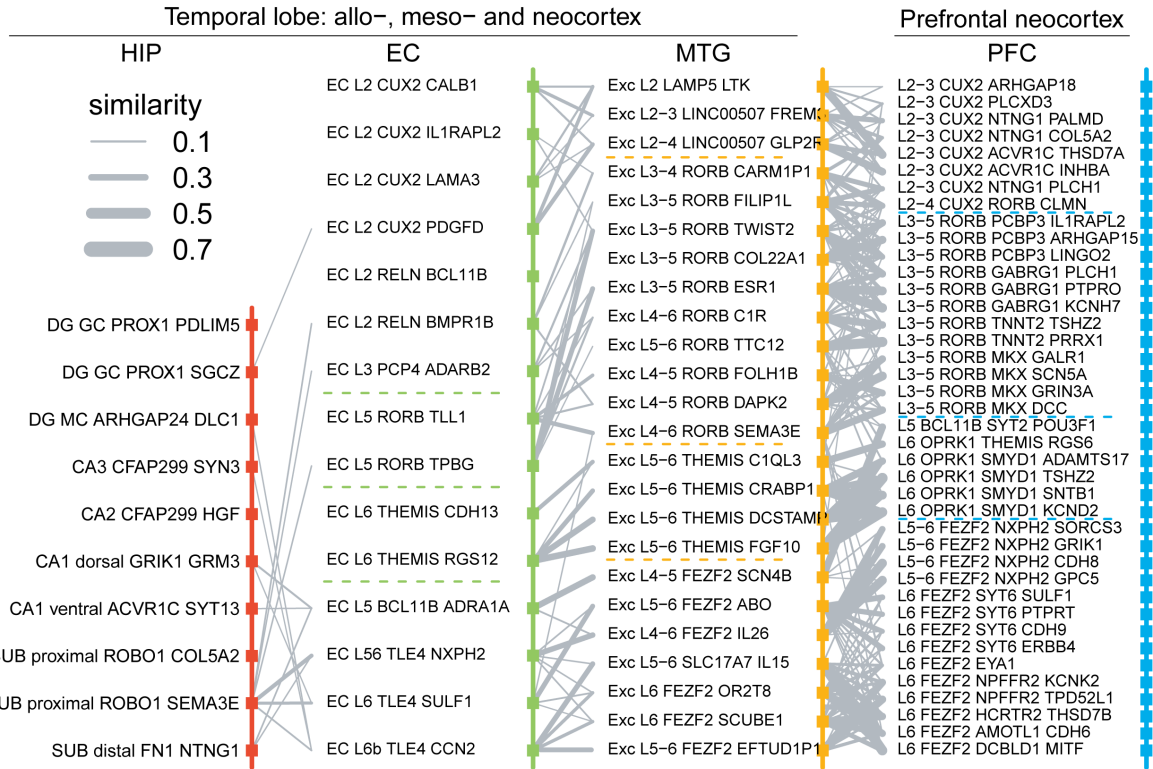 Temporal lobe: allo−, meso− and neocortex
Prefrontal neocortex
HIP
EC
MTG
PFC
similarity
0.1
0.3
0.5
0.7
DG GC PROX1 PDLIM5
DG GC PROX1 SGCZ
DG MC ARHGAP24 DLC1
CA3 CFAP299 SYN3
CA2 CFAP299 HGF
CA1 dorsal GRIK1 GRM3
CA1 ventral ACVR1C SYT13
SUB proximal ROBO1 COL5A2
SUB proximal ROBO1 SEMA3E
SUB distal FN1 NTNG1
EC L2 CUX2 CALB1
EC L2 CUX2 IL1RAPL2
EC L2 CUX2 LAMA3
EC L2 CUX2 PDGFD
EC L2 RELN BCL11B
EC L2 RELN BMPR1B
EC L3 PCP4 ADARB2
EC L5 RORB TLL1
EC L5 RORB TPBG
EC L6 THEMIS CDH13
EC L6 THEMIS RGS12
EC L5 BCL11B ADRA1A
EC L56 TLE4 NXPH2
EC L6 TLE4 SULF1
EC L6b TLE4 CCN2
Exc L2 LAMP5 LTK
Exc L2−3 LINC00507 FREM3
Exc L2−4 LINC00507 GLP2R
Exc L3−4 RORB CARM1P1
Exc L3−5 RORB FILIP1L
Exc L3−5 RORB TWIST2
Exc L3−5 RORB COL22A1
Exc L3−5 RORB ESR1
Exc L4−6 RORB C1R
Exc L5−6 RORB TTC12
Exc L4−5 RORB FOLH1B
Exc L4−5 RORB DAPK2
Exc L4−6 RORB SEMA3E
Exc L5−6 THEMIS C1QL3
Exc L5−6 THEMIS CRABP1
Exc L5−6 THEMIS DCSTAMP
Exc L5−6 THEMIS FGF10
Exc L4−5 FEZF2 SCN4B
Exc L5−6 FEZF2 ABO
Exc L4−6 FEZF2 IL26
Exc L5−6 SLC17A7 IL15
Exc L6 FEZF2 OR2T8
Exc L6 FEZF2 SCUBE1
Exc L5−6 FEZF2 EFTUD1P1
L2−3 CUX2 ARHGAP18
L2−3 CUX2 PLCXD3
L2−3 CUX2 NTNG1 PALMD
L2−3 CUX2 NTNG1 COL5A2
L2−3 CUX2 ACVR1C THSD7A
L2−3 CUX2 ACVR1C INHBA
L2−3 CUX2 NTNG1 PLCH1
L2−4 CUX2 RORB CLMN
L3−5 RORB PCBP3 IL1RAPL2
L3−5 RORB PCBP3 ARHGAP15
L3−5 RORB PCBP3 LINGO2
L3−5 RORB GABRG1 PLCH1
L3−5 RORB GABRG1 PTPRO
L3−5 RORB GABRG1 KCNH7
L3−5 RORB TNNT2 TSHZ2
L3−5 RORB TNNT2 PRRX1
L3−5 RORB MKX GALR1
L3−5 RORB MKX SCN5A
L3−5 RORB MKX GRIN3A
L3−5 RORB MKX DCC
L5 BCL11B SYT2 POU3F1
L6 OPRK1 THEMIS RGS6
L6 OPRK1 SMYD1 ADAMTS17
L6 OPRK1 SMYD1 TSHZ2
L6 OPRK1 SMYD1 SNTB1
L6 OPRK1 SMYD1 KCND2
L5−6 FEZF2 NXPH2 SORCS3
L5−6 FEZF2 NXPH2 GRIK1
L5−6 FEZF2 NXPH2 CDH8
L5−6 FEZF2 NXPH2 GPC5
L6 FEZF2 SYT6 SULF1
L6 FEZF2 SYT6 PTPRT
L6 FEZF2 SYT6 CDH9
L6 FEZF2 SYT6 ERBB4
L6 FEZF2 EYA1
L6 FEZF2 NPFFR2 KCNK2
L6 FEZF2 NPFFR2 TPD52L1
L6 FEZF2 HCRTR2 THSD7B
L6 FEZF2 AMOTL1 CDH6
L6 FEZF2 DCBLD1 MITF